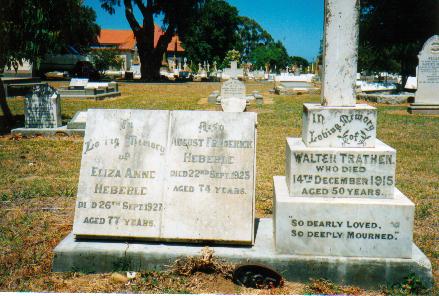 In
Loving Memory
of
ELIZA ANNE
HEBERLE
DIED 26TH SEPT. 1927
AGED 77 YEARS.
Also
AUGUST FREDERICK
HEBERLE
DIED 22ND SEPT. 1925
AGED 74 YEARS.
In
Loving Memory
of
WALTER TRATHEN
WHO DIED
14TH DECEMBER 1915
AGED 50 YEARS.
"SO DEARLY LOVED,
SO DEEPLY MOURNED."